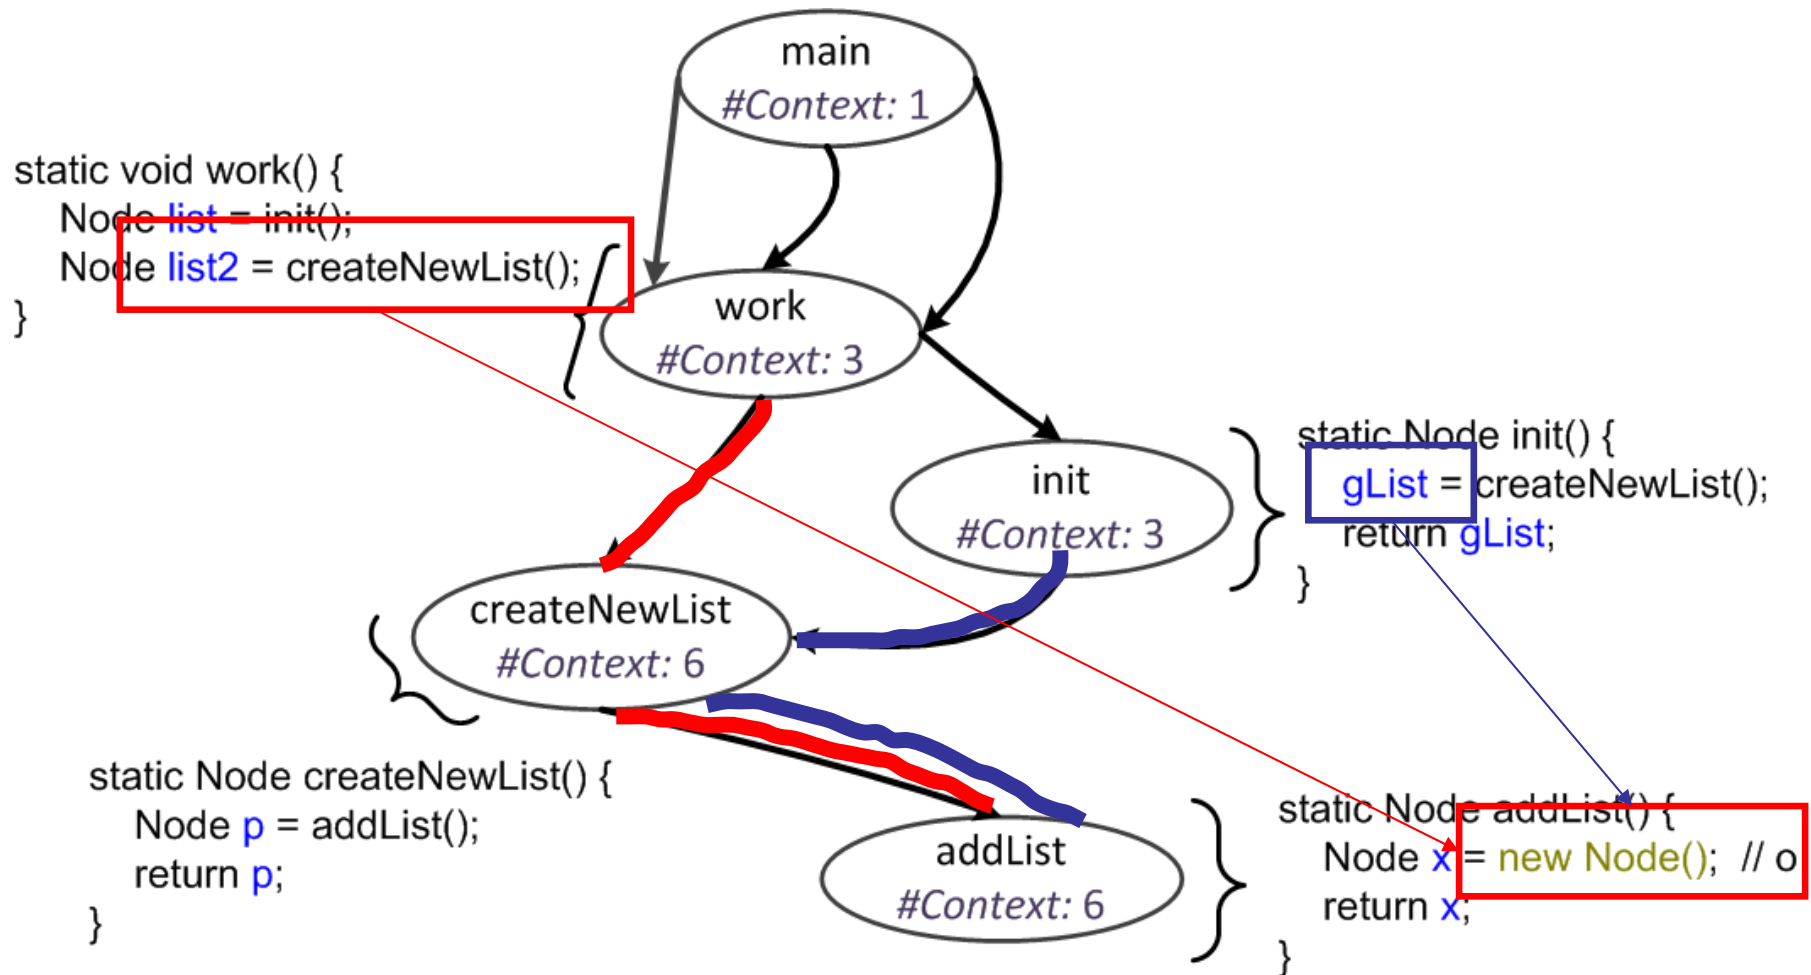 main
#Context: 1
static void work() {
Node list = init();
Node list2 = createNewList();
}
work
#Context: 3
static Node init() {
gList = createNewList();
return gList;
}
init
#Context: 3
createNewList
#Context: 6
static Node createNewList() {
Node p = addList();
return p;
}
addList
#Context: 6
static Node addList() {
Node x = new Node(); // o
return x;
}